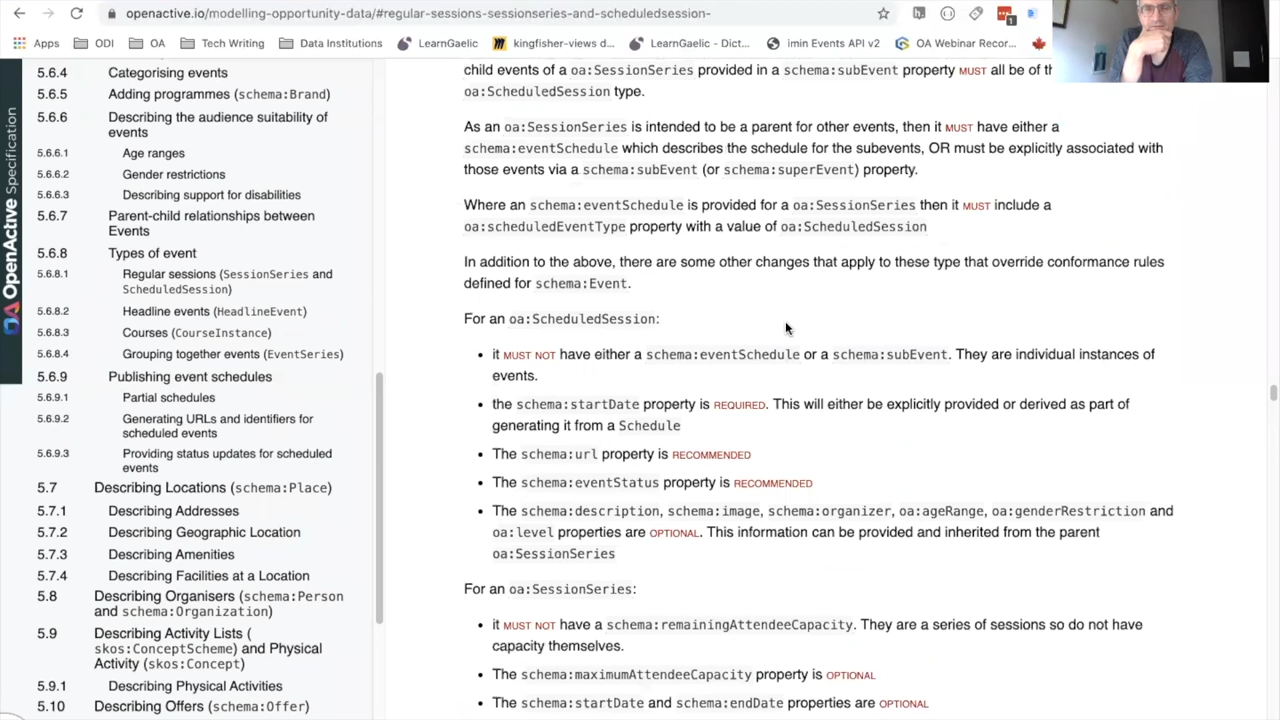 openactive.io/modelling-opportunity-data/#regular-sessions-sessionseries-and-scheduledsession-
1
Apps
ODI
OA
Tech Writing
Data Institutions
LearnGaelic
kingfisher-views d...
LearnGaelic - Dict...
imin Events API v2
OA Webinar Recor...
OpenActive Specification
5.6.4 Categorising events
5.6.5 Adding programmes (schema:Brand)
5.6.6 Describing the audience suitability of
events
5.6.6.1 Age ranges
5.6.6.2 Gender restrictions
5.6.6.3 Describing support for disabilities
5.6.7 Parent-child relationships between
Events
5.6.8 Types of event
5.6.8.1 Regular sessions (SessionSeries and
ScheduledSession)
5.6.8.2 Headline events (HeadlineEvent)
5.6.8.3 Courses (CourseInstance)
5.6.8.4 Grouping together events (EventSeries)
5.6.9 Publishing event schedules
5.6.9.1 Partial schedules
5.6.9.2 Generating URLs and identifiers for
scheduled events
5.6.9.3 Providing status updates for scheduled
events
5.7 Describing Locations (schema:Place)
5.7.1 Describing Addresses
5.7.2 Describing Geographic Location
5.7.3 Describing Amenities
5.7.4 Describing Facilities at a Location
5.8 Describing Organisers (schema:Person
and schema:Organization)
5.9 Describing Activity Lists (
skos:ConceptScheme) and Physical
Activity (skos:Concept)
5.9.1 Describing Physical Activities
5.10 Describing Offers (schema:Offer)
child events of a oa:SessionSeries provided in a schema:subEvent property MUST all be of th
oa:ScheduledSession type.
As an oa:SessionSeries is intended to be a parent for other events, then it MUST have either a
schema:eventSchedule which describes the schedule for the subevents, OR must be explicitly associated with
those events via a schema:subEvent (or schema:superEvent) property.
Where an schema:eventSchedule is provided for a oa:SessionSeries then it MUST include a
oa:scheduledEventType property with a value of oa:ScheduledSession
In addition to the above, there are some other changes that apply to these type that override conformance rules
defined for schema:Event.
For an oa:ScheduledSession:
• it MUST NOT have either a schema:eventSchedule or a schema:subEvent. They are individual instances of
events.
• the schema:startDate property is REQUIRED. This will either be explicitly provided or derived as part of
generating it from a Schedule
• The schema:url property is RECOMMENDED
• The schema:eventStatus property is RECOMMENDED
• The schema:description, schema:image, schema:organizer, oa:ageRange, oa:genderRestriction and
oa:level properties are OPTIONAL. This information can be provided and inherited from the parent
oa:SessionSeries
For an oa:SessionSeries:
• it MUST NOT have a schema:remainingAttendeeCapacity. They are a series of sessions so do not have
capacity themselves.
• The schema:maximumAttendeeCapacity property is OPTIONAL
• The schema:startDate and schema:endDate properties are OPTIONAL